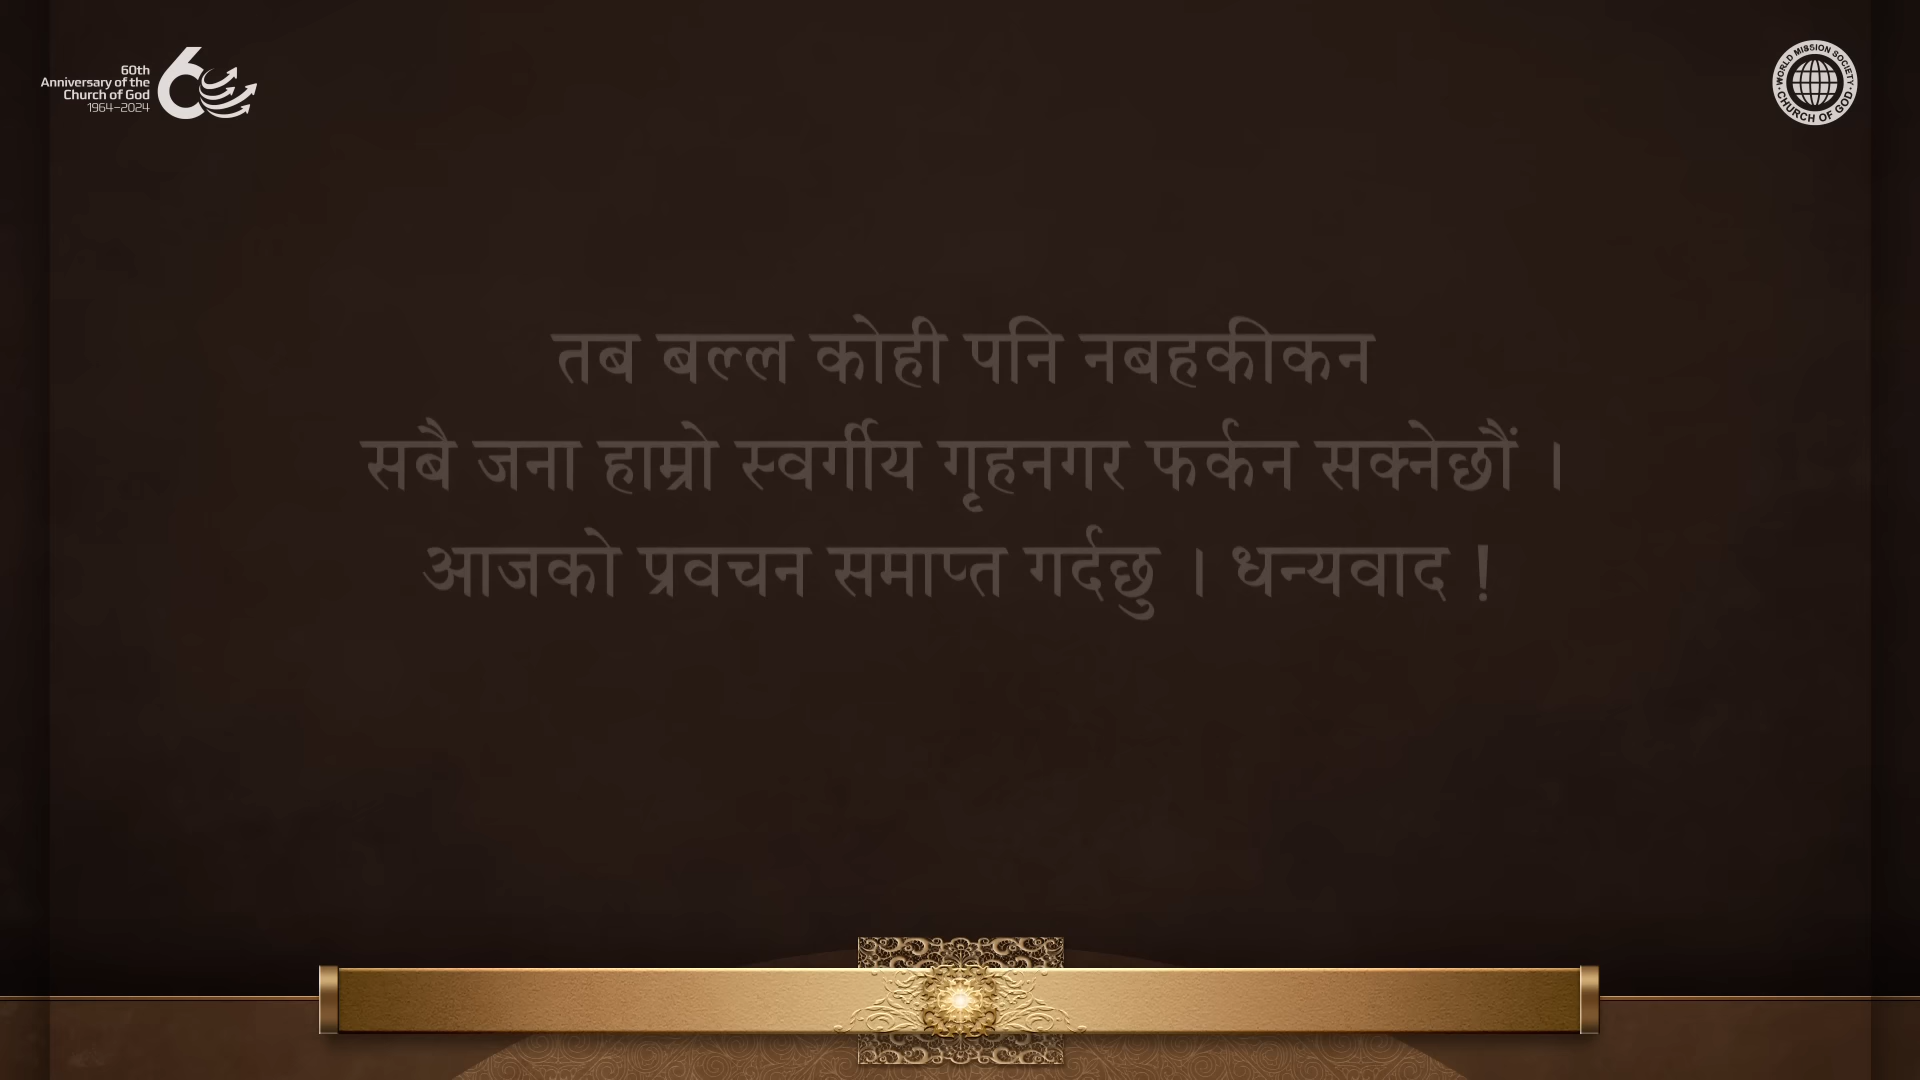 60th
Anniversary of the
Church of God
1964–2024
WORLD MISSION SOCIETY
CHURCH OF GOD
तब बल्ल कोही पनि नबहकीकन
सबै जना हाम्रो स्वर्गीय गृहनगर फर्कन सक्नेछौं ।
आजको प्रवचन समाप्त गर्दछु । धन्यवाद !